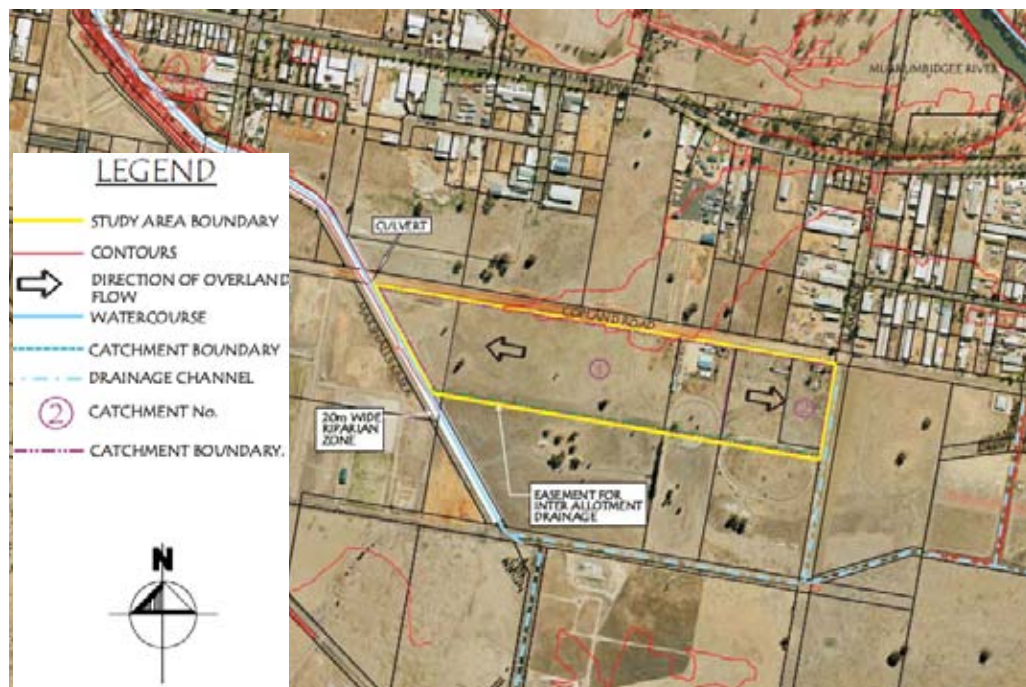 MURRUMBIDGEE RIVER
LEGEND
STUDY AREA BOUNDARY
CONTOURS
DIRECTION OF OVERLAND
FLOW
WATERCOURSE
CATCHMENT BOUNDARY
DRAINAGE CHANNEL
2 CATCHMENT No.
CATCHMENT BOUNDARY.
N
CULVERT
ROAD
1
20m WIDE
RIPARIAN
ZONE
EASEMENT FOR
INTER ALLOTMENT
DRAINAGE